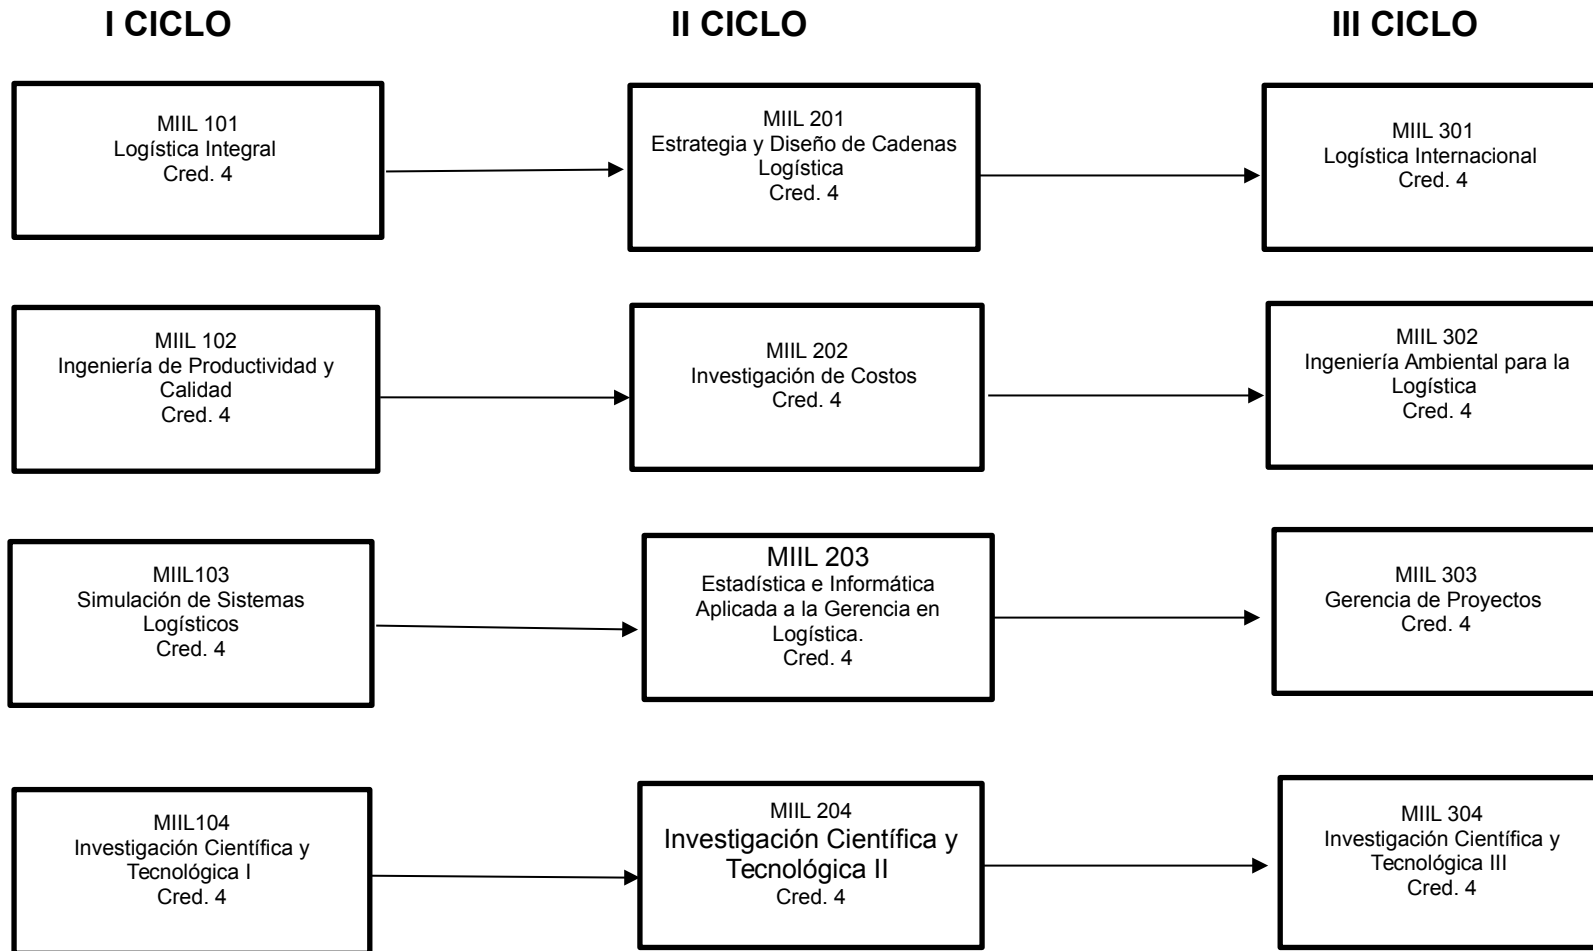 I CICLO
II CICLO
III CICLO
MIIL 101
Logística Integral
Cred. 4
MIIL 201
Estrategia y Diseño de Cadenas
Logística
Cred. 4
MIIL 301
Logística Internacional
Cred. 4
MIIL 102
Ingeniería de Productividad y
Calidad
Cred. 4
MIIL 202
Investigación de Costos
Cred. 4
MIIL 302
Ingeniería Ambiental para la
Logística
Cred. 4
MIIL103
Simulación de Sistemas
Logísticos
Cred. 4
MIIL 203
Estadística e Informática
Aplicada a la Gerencia en
Logística.
Cred. 4
MIIL 303
Gerencia de Proyectos
Cred. 4
MIIL104
Investigación Científica y
Tecnológica I
Cred. 4
MIIL 204
Investigación Científica y
Tecnológica II
Cred. 4
MIIL 304
Investigación Científica y
Tecnológica III
Cred. 4